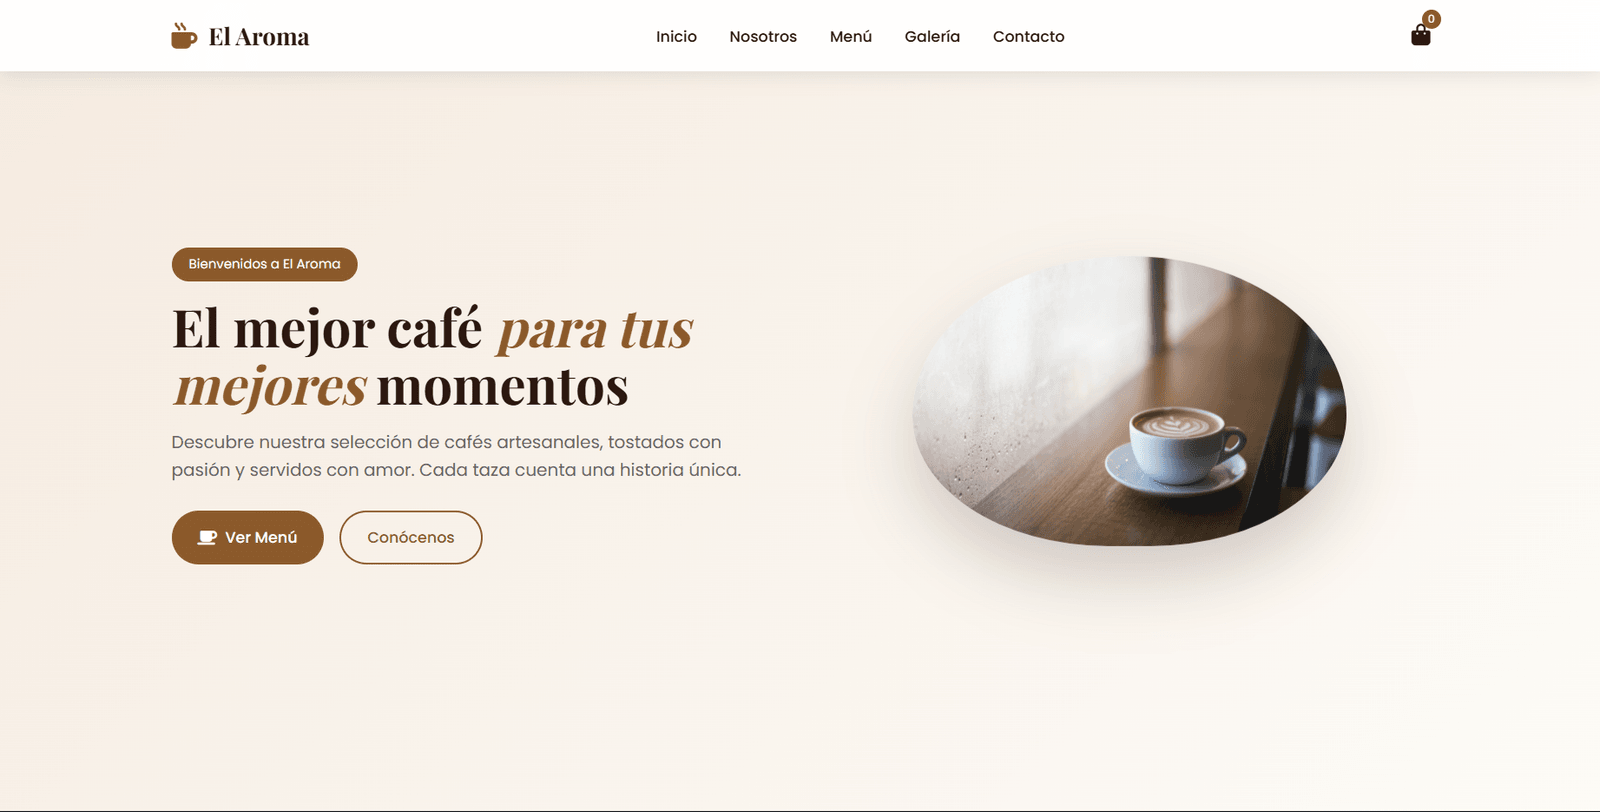 El Aroma
Inicio
Nosotros
Menú
Galería
Contacto
0
Bienvenidos a El Aroma
El mejor café para tus
mejores momentos
Descubre nuestra selección de cafés artesanales, tostados con
pasión y servidos con amor. Cada taza cuenta una historia única.
Ver Menú
Conócenos